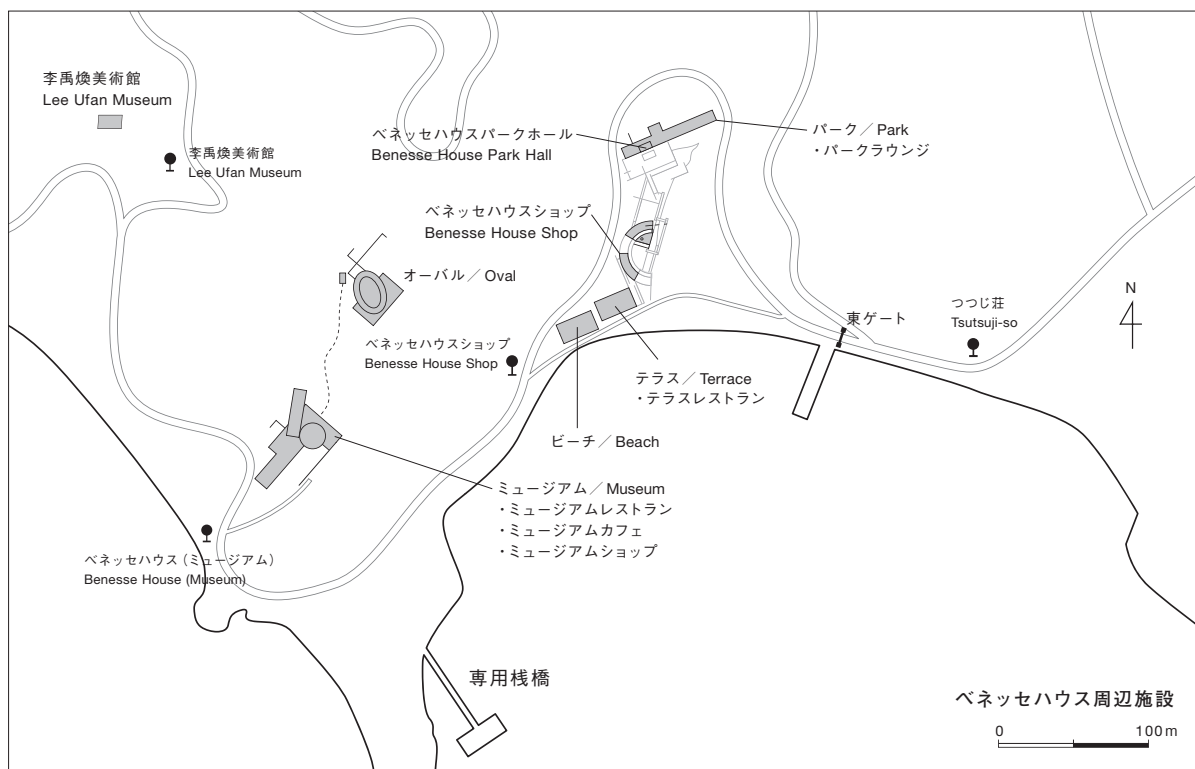 李禹煥美術館
Lee Ufan Museum
李禹煥美術館
Lee Ufan Museum
ベネッセハウスパークホール
Benesse House Park Hall
パーク／Park
・パークラウンジ
ベネッセハウスショップ
Benesse House Shop
オーバル／Oval
ベネッセハウスショップ
Benesse House Shop
東ゲート
つつじ荘
Tsutsuji-so
N
テラス／Terrace
・テラスレストラン
ビーチ／Beach
ミュージアム／Museum
・ミュージアムレストラン
・ミュージアムカフェ
・ミュージアムショップ
ベネッセハウス（ミュージアム）
Benesse House (Museum)
専用桟橋
ベネッセハウス周辺施設
0 100m